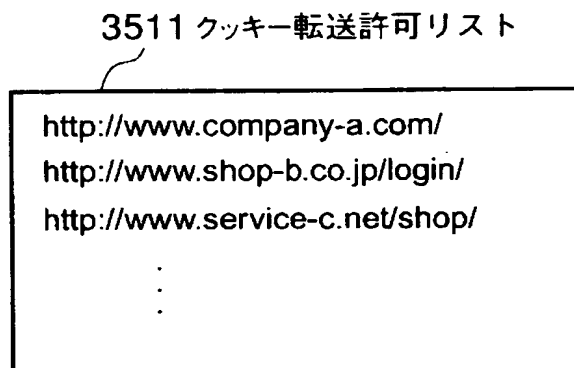 3511 クッキー転送許可リスト
http://www.company-a.com/
http://www.shop-b.co.jp/login/
http://www.service-c.net/shop/